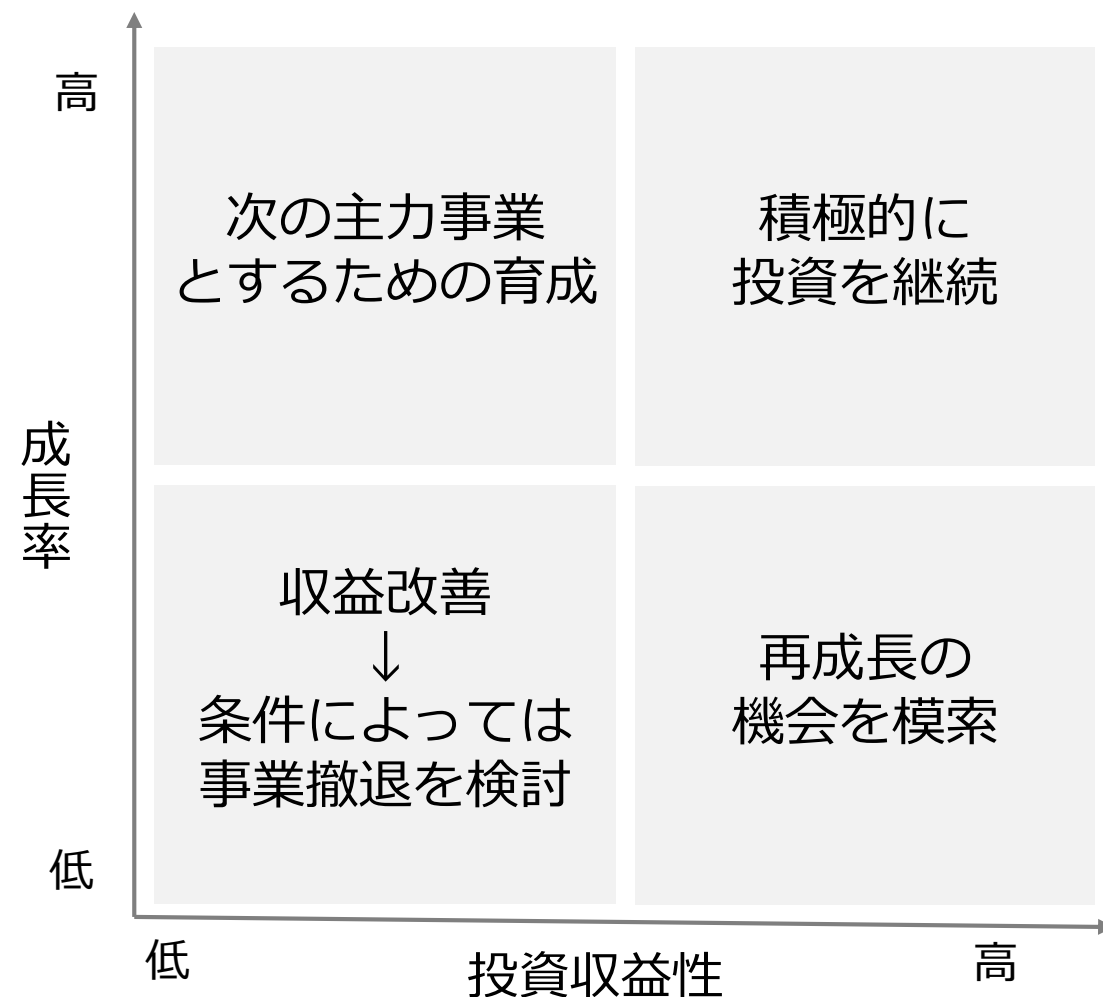 高
次の主力事業
とするための育成
積極的に
投資を継続
成長率
収益改善
↓
条件によっては
事業撤退を検討
再成長の
機会を模索
低
低
投資収益性
高